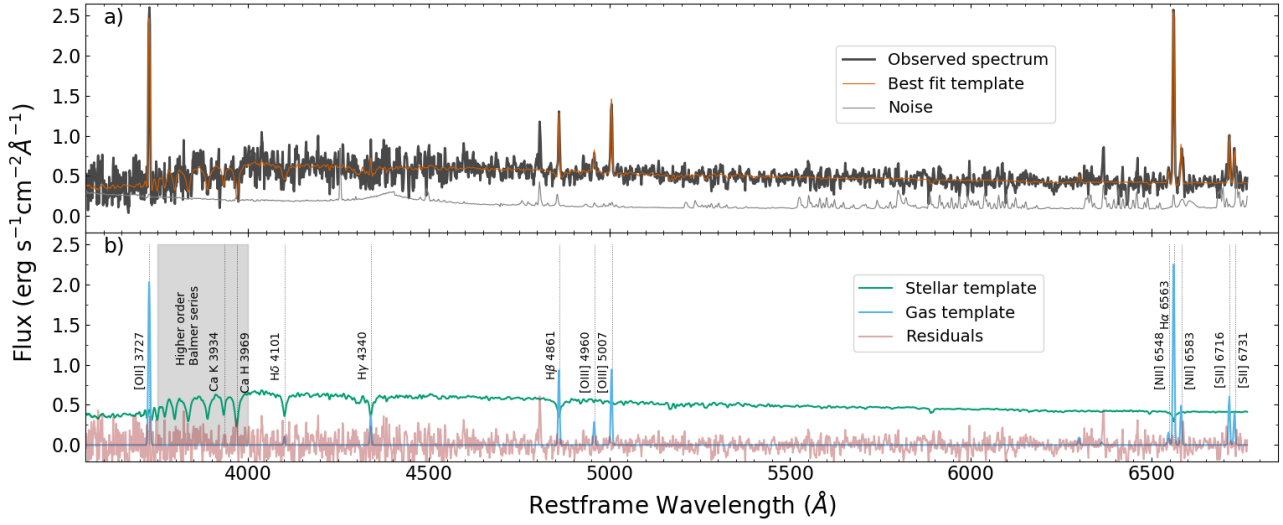 a)
2.5
2.0
1.5
1.0
0.5
0.0
Observed spectrum
Best fit template
Noise
Flux (erg s⁻¹cm⁻²Å⁻¹)
b)
2.5
2.0
1.5
1.0
0.5
0.0
[OII] 3727
Higher order
Balmer series
Ca K 3934
Ca H 3969
Hδ 4101
Hγ 4340
Hβ 4861
[OIII] 4960
[OIII] 5007
Stellar template
Gas template
Residuals
[NII] 6548
Hα 6563
[NII] 6583
[SII] 6716
[SII] 6731
4000
4500
5000
5500
6000
6500
Restframe Wavelength (Å)